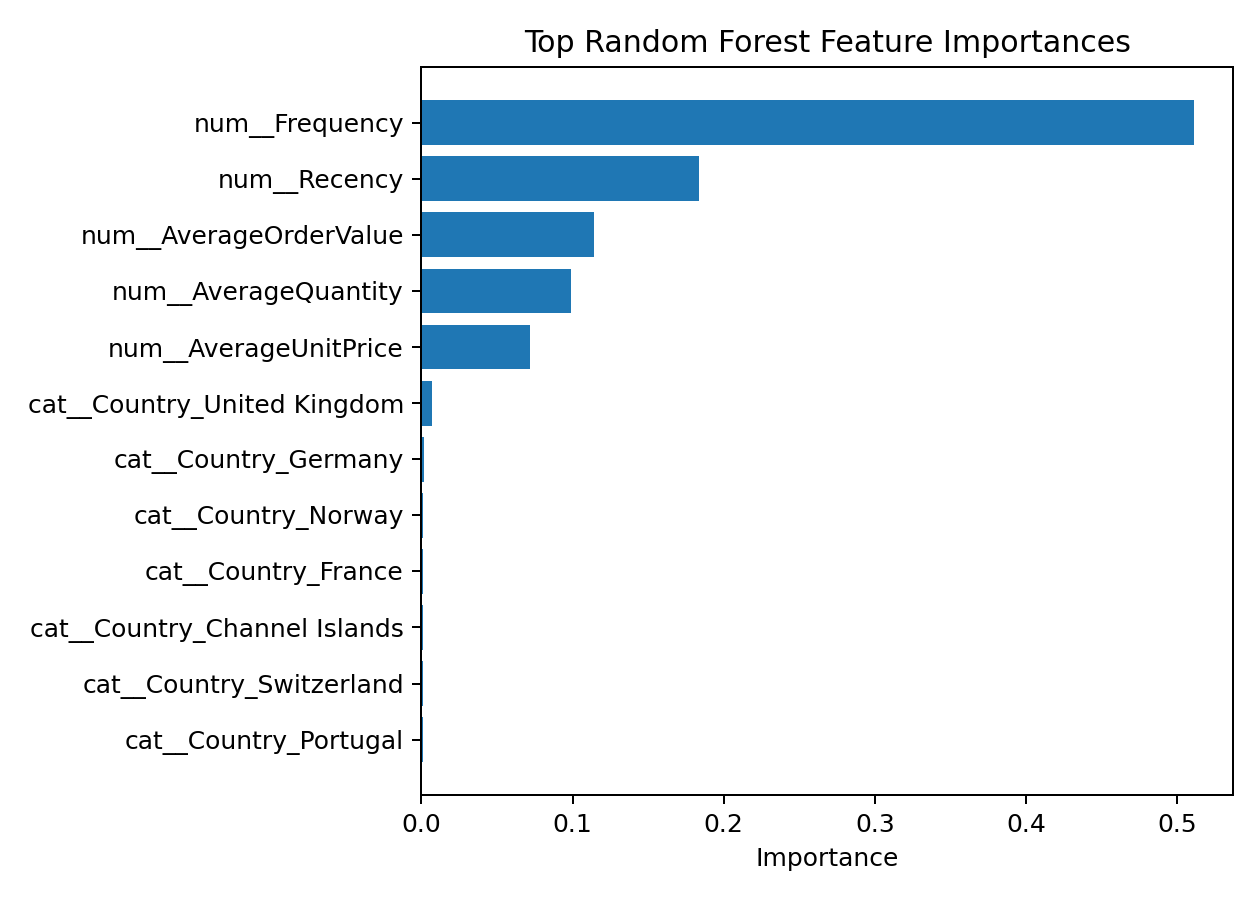 Top Random Forest Feature Importances
num__Frequency
num__Recency
num__AverageOrderValue
num__AverageQuantity
num__AverageUnitPrice
cat__Country_United Kingdom
cat__Country_Germany
cat__Country_Norway
cat__Country_France
cat__Country_Channel Islands
cat__Country_Switzerland
cat__Country_Portugal
0.0 0.1 0.2 0.3 0.4 0.5
Importance